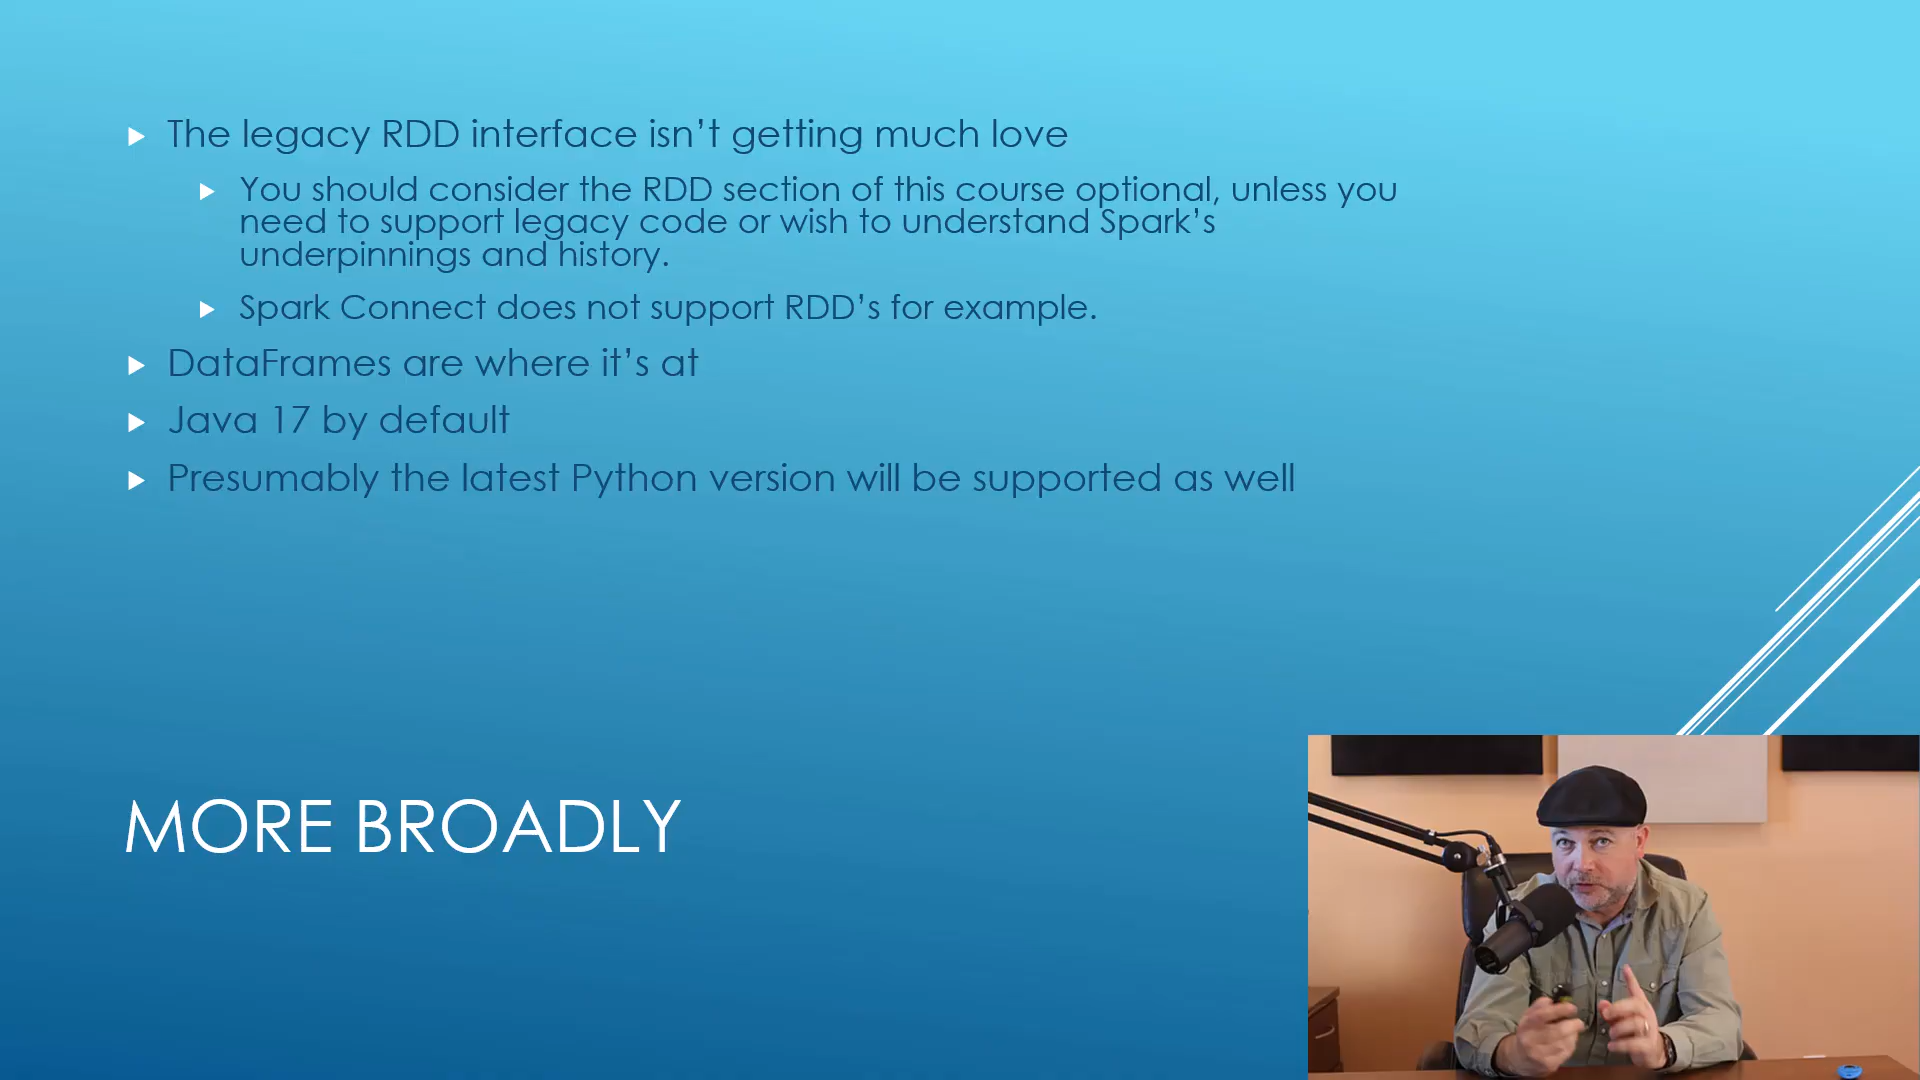 The legacy RDD interface isn't getting much love
You should consider the RDD section of this course optional, unless you
need to support legacy code or wish to understand Spark's
underpinnings and history.
Spark Connect does not support RDD's for example.
DataFrames are where it's at
Java 17 by default
Presumably the latest Python version will be supported as well
MORE BROADLY